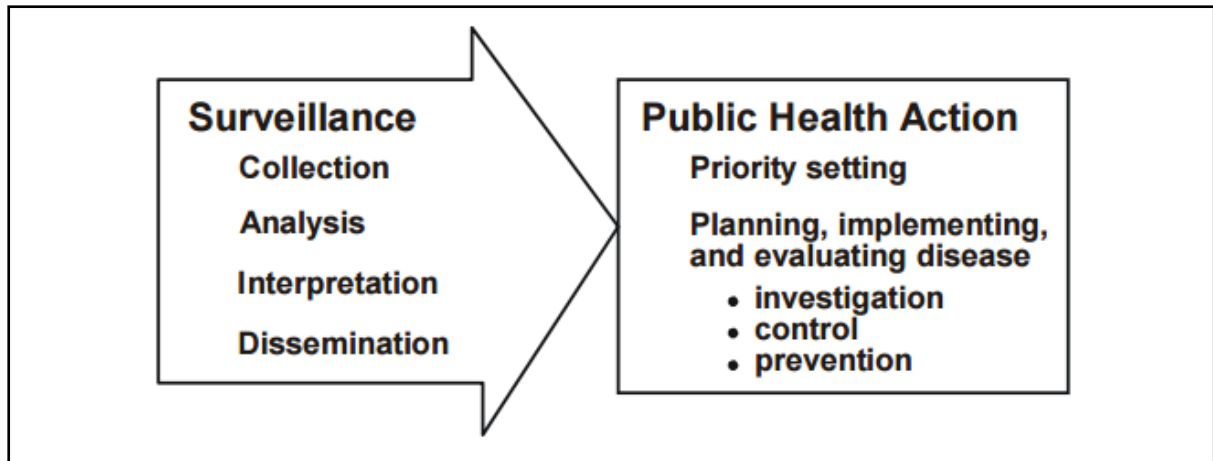 Surveillance
Collection
Analysis
Interpretation
Dissemination
Public Health Action
Priority setting
Planning, implementing,
and evaluating disease
• investigation
• control
• prevention